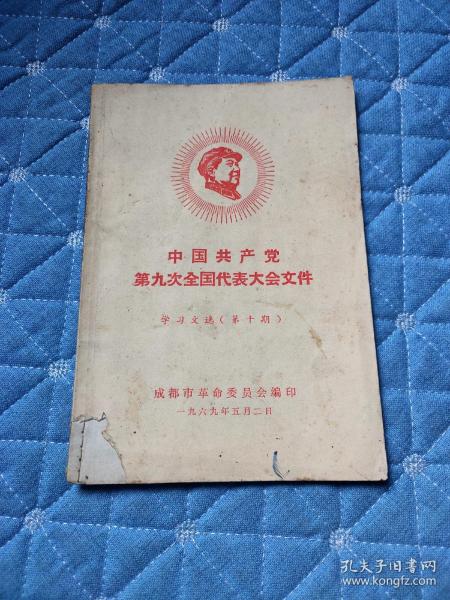 中国共产党
第九次全国代表大会文件
学习文选（第十期）
成都市革命委员会编印
一九六九年五月二日
孔夫子旧书网
www.kongfz.com